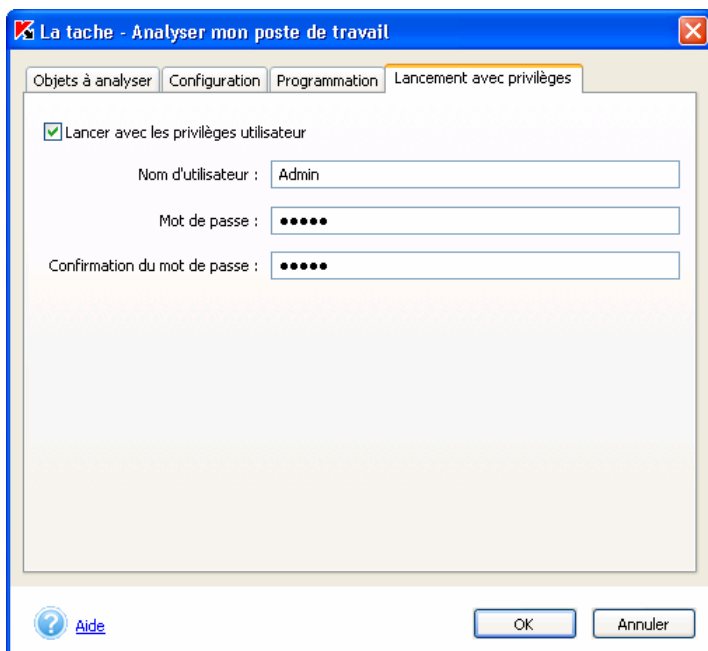 La tache - Analyser mon poste de travail
Objets à analyser Configuration Programmation Lancement avec privilèges
Lancer avec les privilèges utilisateur
Nom d'utilisateur : Admin
Mot de passe : •••••
Confirmation du mot de passe : •••••
Aide OK Annuler